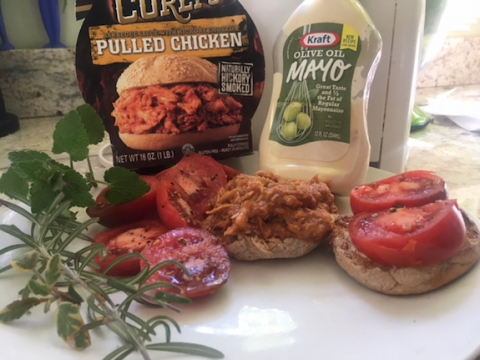 CURLY'S
PULLED CHICKEN
NATURALLY
HICKORY
SMOKED
NET WT 16 OZ. (1 LB.)
Kraft
OLIVE OIL
MAYO
Great Taste
and ½
the Fat of
Regular
Mayonnaise